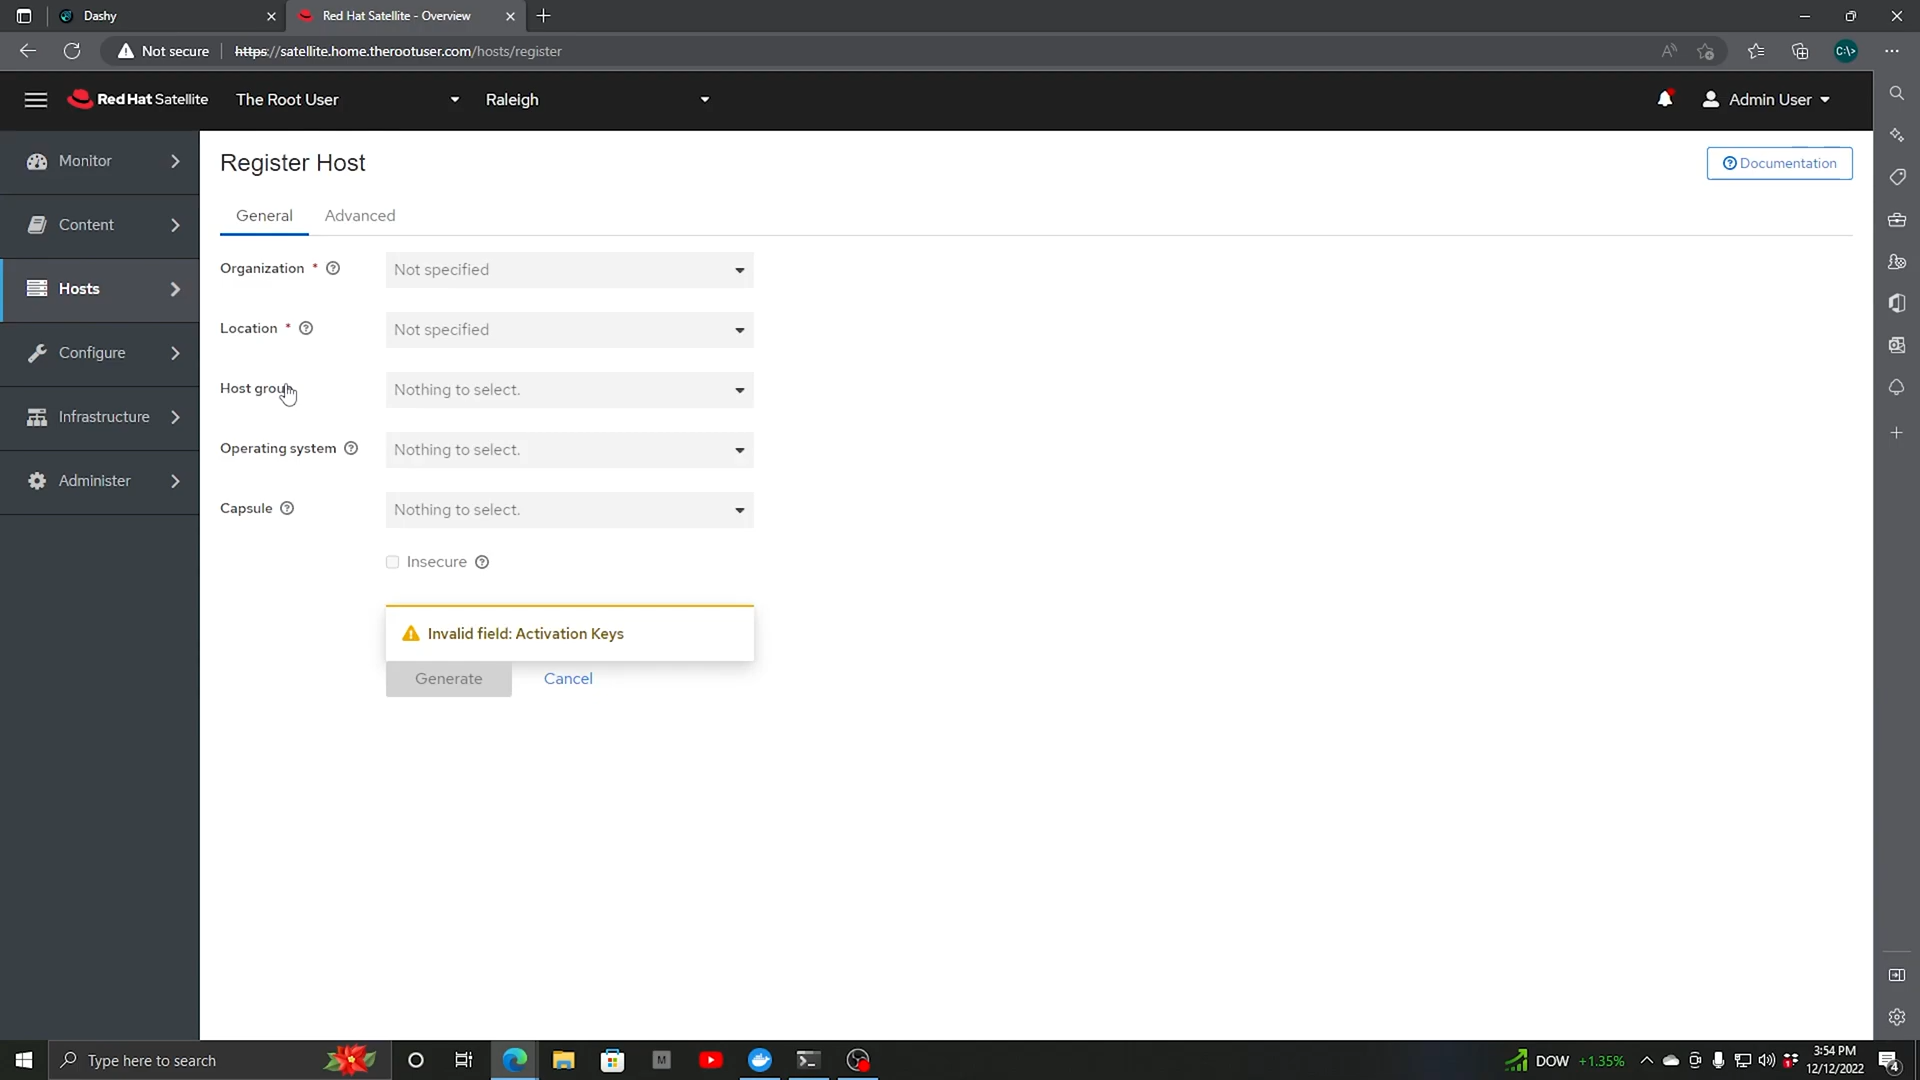 Dashy
Red Hat Satellite - Overview
Not secure
https://satellite.home.therootuser.com/hosts/register
C:\>
Red Hat Satellite
The Root User
Raleigh
Admin User
Monitor
Content
Hosts
Configure
Infrastructure
Administer
Register Host
Documentation
General
Advanced
Organization *
Not specified
Location *
Not specified
Host group
Nothing to select.
Operating system
Nothing to select.
Capsule
Nothing to select.
Insecure
Invalid field: Activation Keys
Generate
Cancel
Type here to search
M
DOW +1.35%
3:54 PM
12/12/2022
4